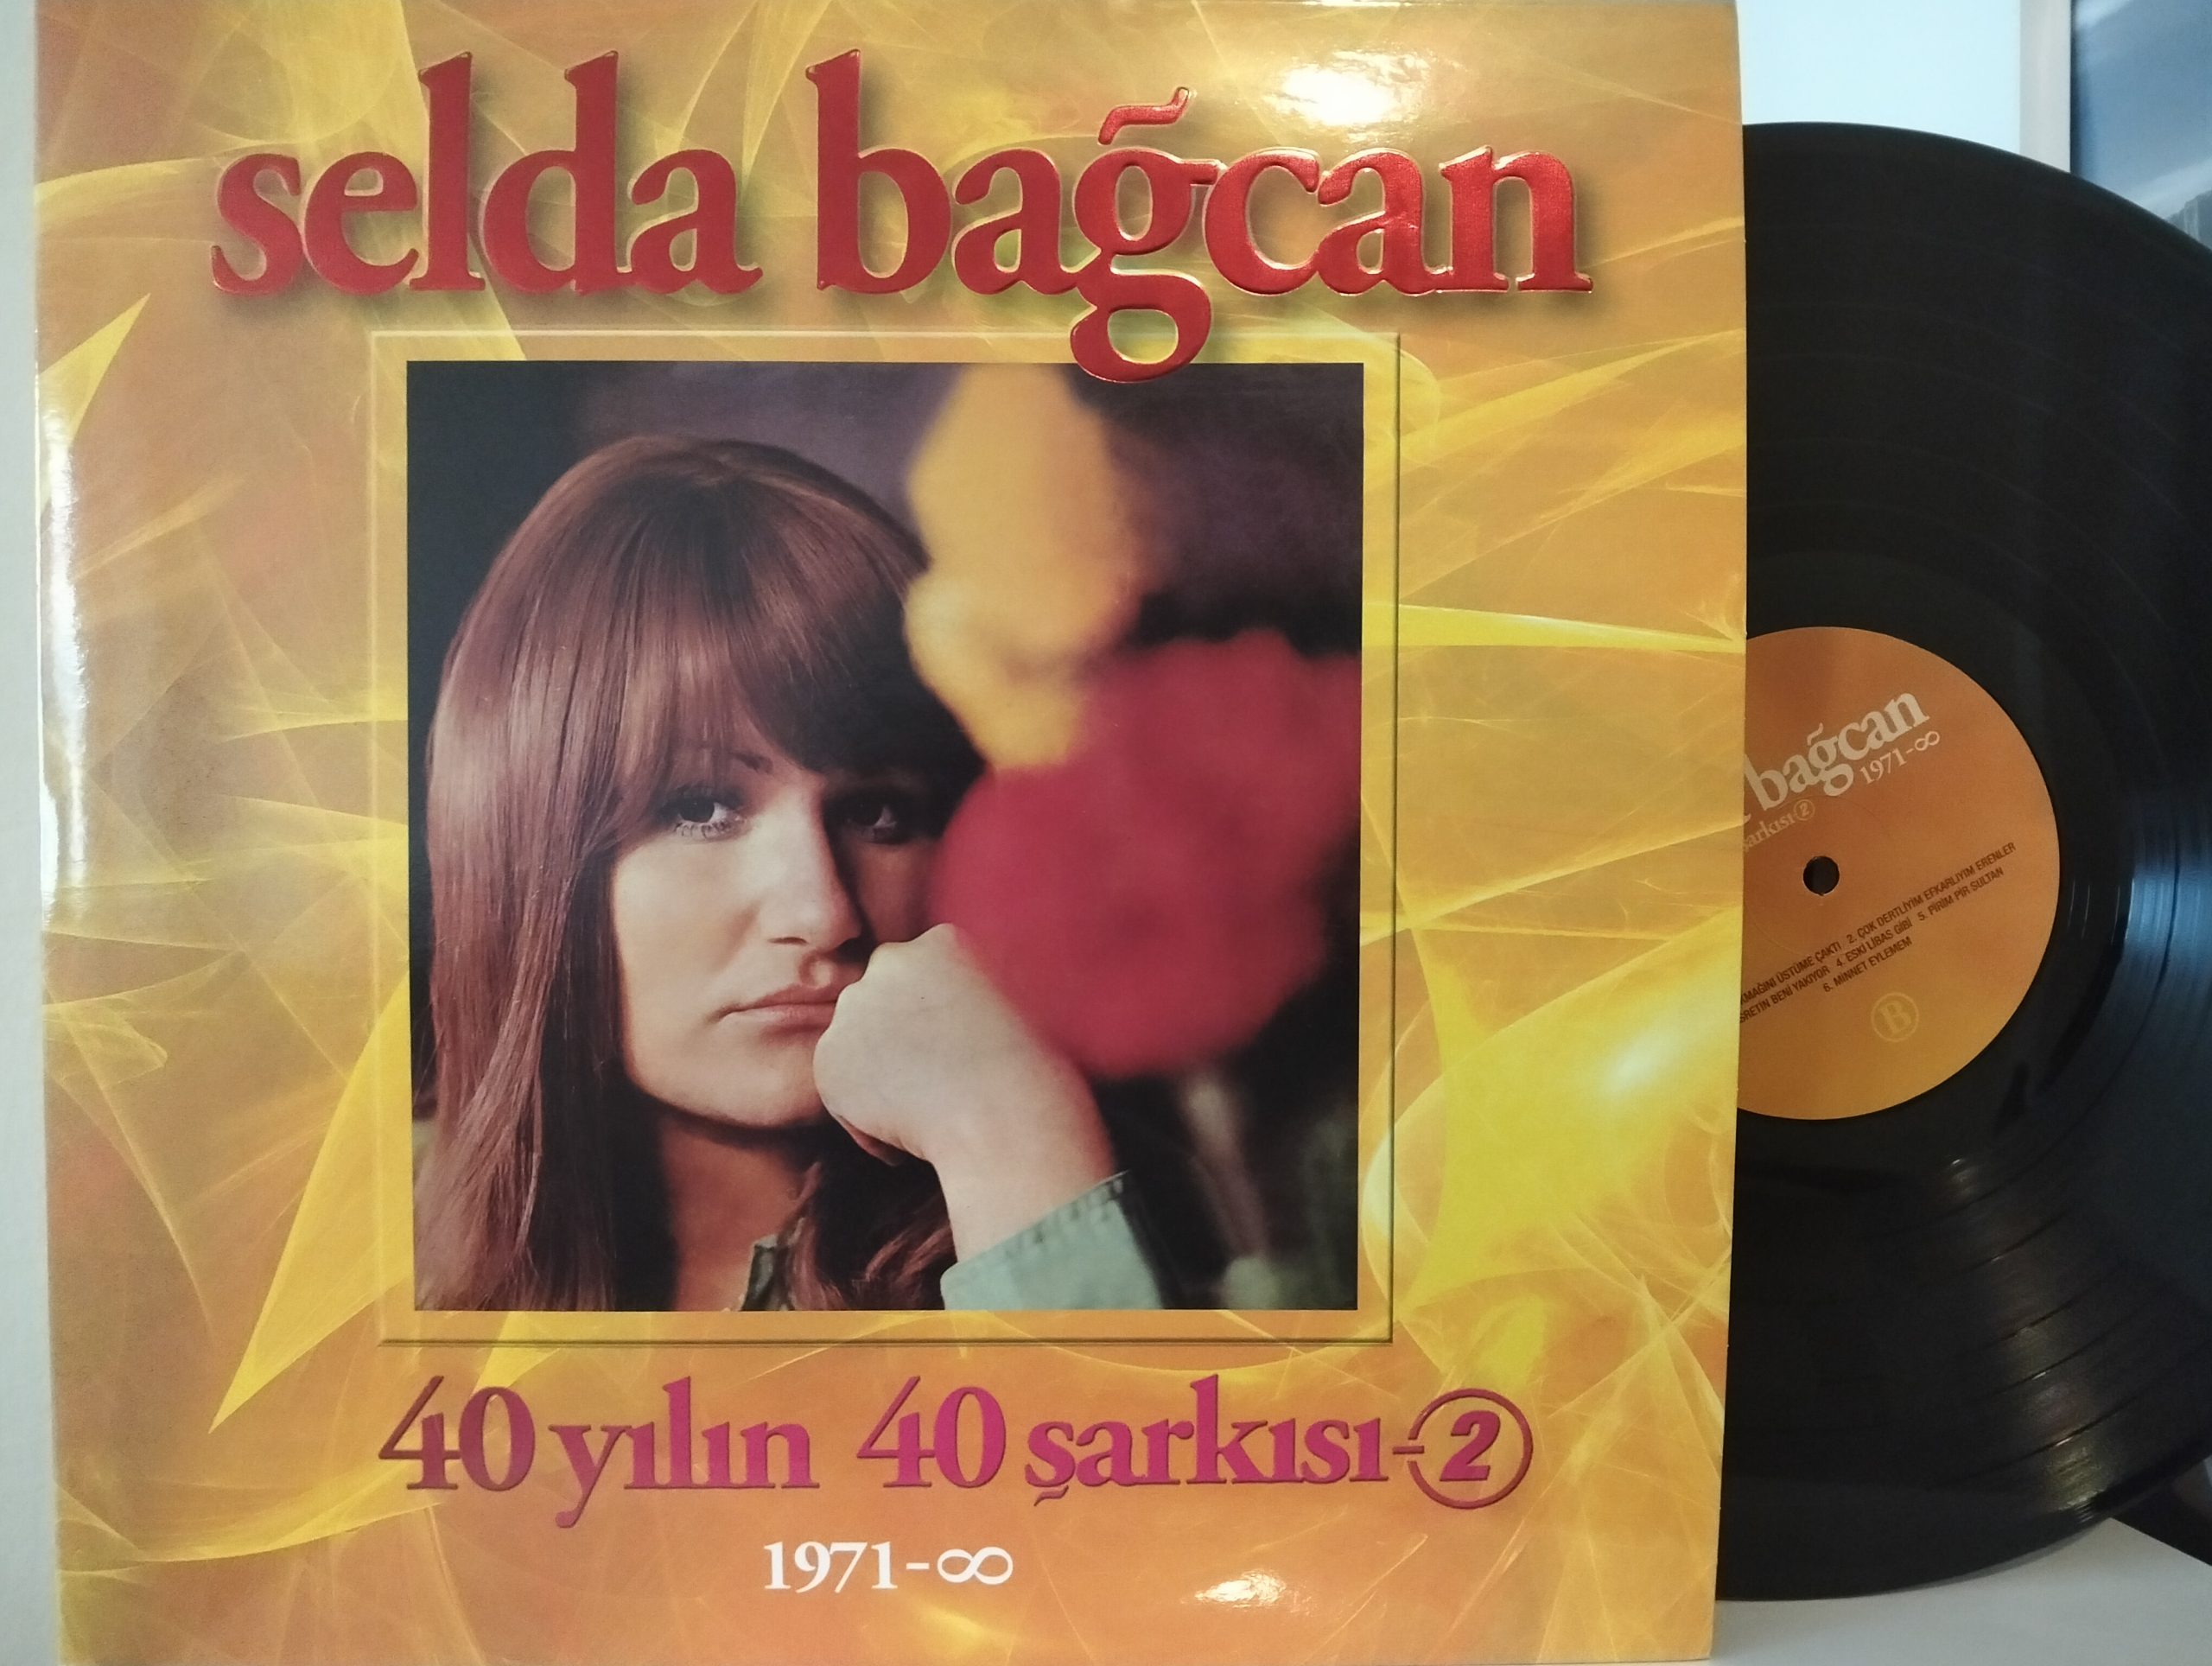 selda bağcan
40 yılın 40 şarkısı-2
1971-∞
bağcan
1971-∞
şarkısı 2
ÜSTÜME ÇAKTI 2. ÇOK DERTLİYİM EFKARLIYIM ERENLER
BENİ YAKIYOR 4. ESKİ LİBAS GİBİ 5. PİRİM PİR SULTAN
6. MİNNET EYLEMEM
B